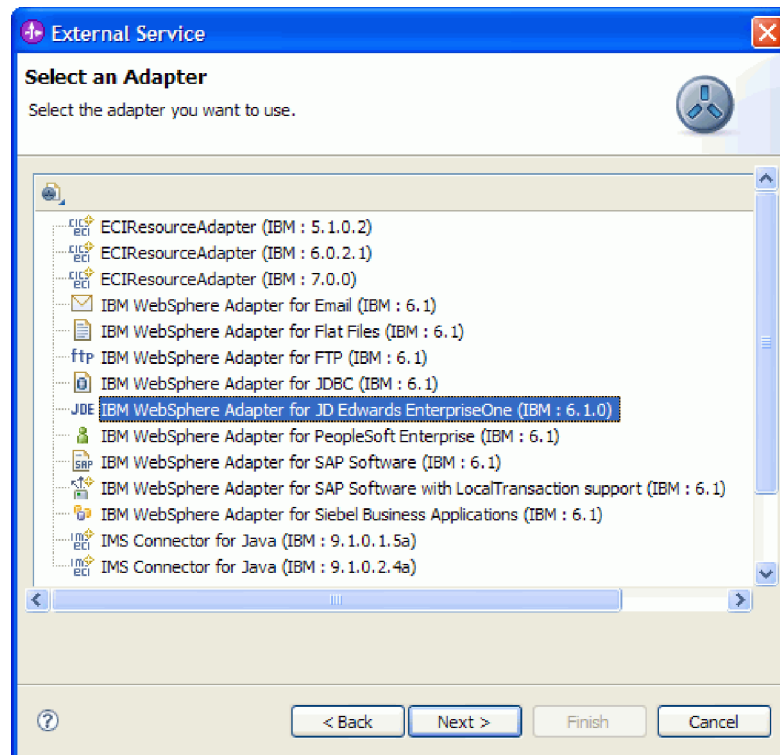 External Service
Select an Adapter
Select the adapter you want to use.
ECIResourceAdapter (IBM : 5.1.0.2)
ECIResourceAdapter (IBM : 6.0.2.1)
ECIResourceAdapter (IBM : 7.0.0)
IBM WebSphere Adapter for Email (IBM : 6.1)
IBM WebSphere Adapter for Flat Files (IBM : 6.1)
ftp IBM WebSphere Adapter for FTP (IBM : 6.1)
IBM WebSphere Adapter for JDBC (IBM : 6.1)
JDE IBM WebSphere Adapter for JD Edwards EnterpriseOne (IBM : 6.1.0)
IBM WebSphere Adapter for PeopleSoft Enterprise (IBM : 6.1)
SAP IBM WebSphere Adapter for SAP Software (IBM : 6.1)
IBM WebSphere Adapter for SAP Software with LocalTransaction support (IBM : 6.1)
IBM WebSphere Adapter for Siebel Business Applications (IBM : 6.1)
IMS Connector for Java (IBM : 9.1.0.1.5a)
IMS Connector for Java (IBM : 9.1.0.2.4a)
? < Back Next > Finish Cancel